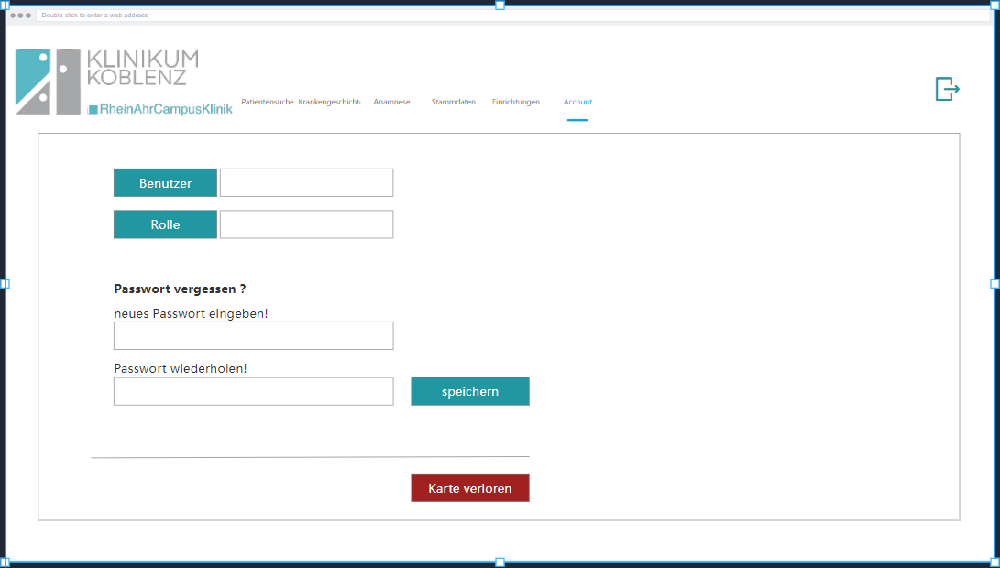 Double click to enter a web address
KLINIKUM
KOBLENZ
RheinAhrCampusKlinik
Patientensuche Krankengeschicht Anamnese Stammdaten Einrichtungen Account
Benutzer
Rolle
Passwort vergessen ?
neues Passwort eingeben!
Passwort wiederholen!
speichern
Karte verloren